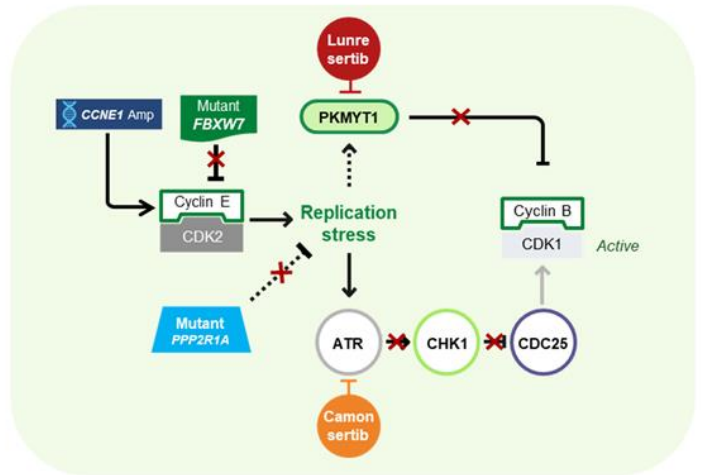 Lunre
sertib
CCNE1 Amp
Mutant
FBXW7
PKMYT1
Cyclin E
CDK2
Replication
stress
Cyclin B
CDK1
Active
Mutant
PPP2R1A
ATR
CHK1
CDC25
Camon
sertib